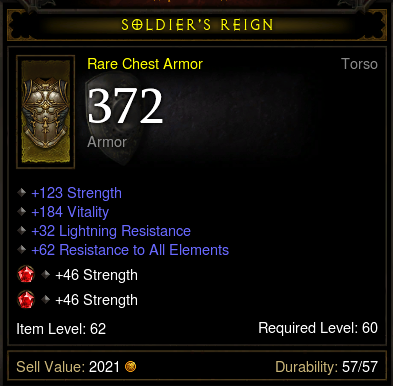 SOLDIER'S REIGN
Rare Chest Armor Torso
372
Armor
+123 Strength
+184 Vitality
+32 Lightning Resistance
+62 Resistance to All Elements
+46 Strength
+46 Strength
Item Level: 62 Required Level: 60
Sell Value: 2021 Durability: 57/57